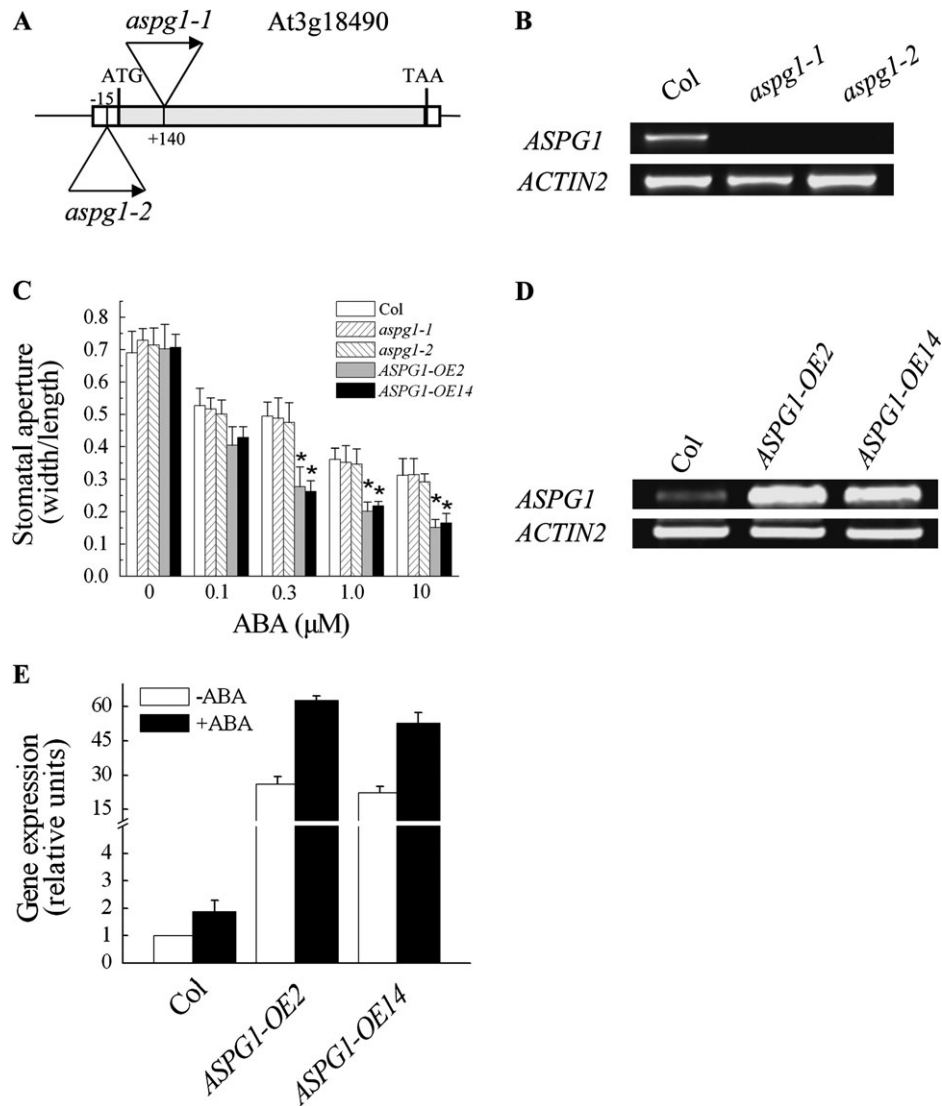 A
aspg1-1
At3g18490
ATG
TAA
-15
+140
aspg1-2
B
Col
aspg1-1
aspg1-2
ASPG1
ACTIN2
C
Stomatal aperture
(width/length)
0.8
0.7
0.6
0.5
0.4
0.3
0.2
0.1
0.0
Col
aspg1-1
aspg1-2
ASPG1-OE2
ASPG1-OE14
* *
* *
* *
0 0.1 0.3 1.0 10
ABA (μM)
D
Col
ASPG1-OE2
ASPG1-OE14
ASPG1
ACTIN2
E
Gene expression
(relative units)
60
45
30
15
4
3
2
1
0
-ABA
+ABA
Col
ASPG1-OE2
ASPG1-OE14